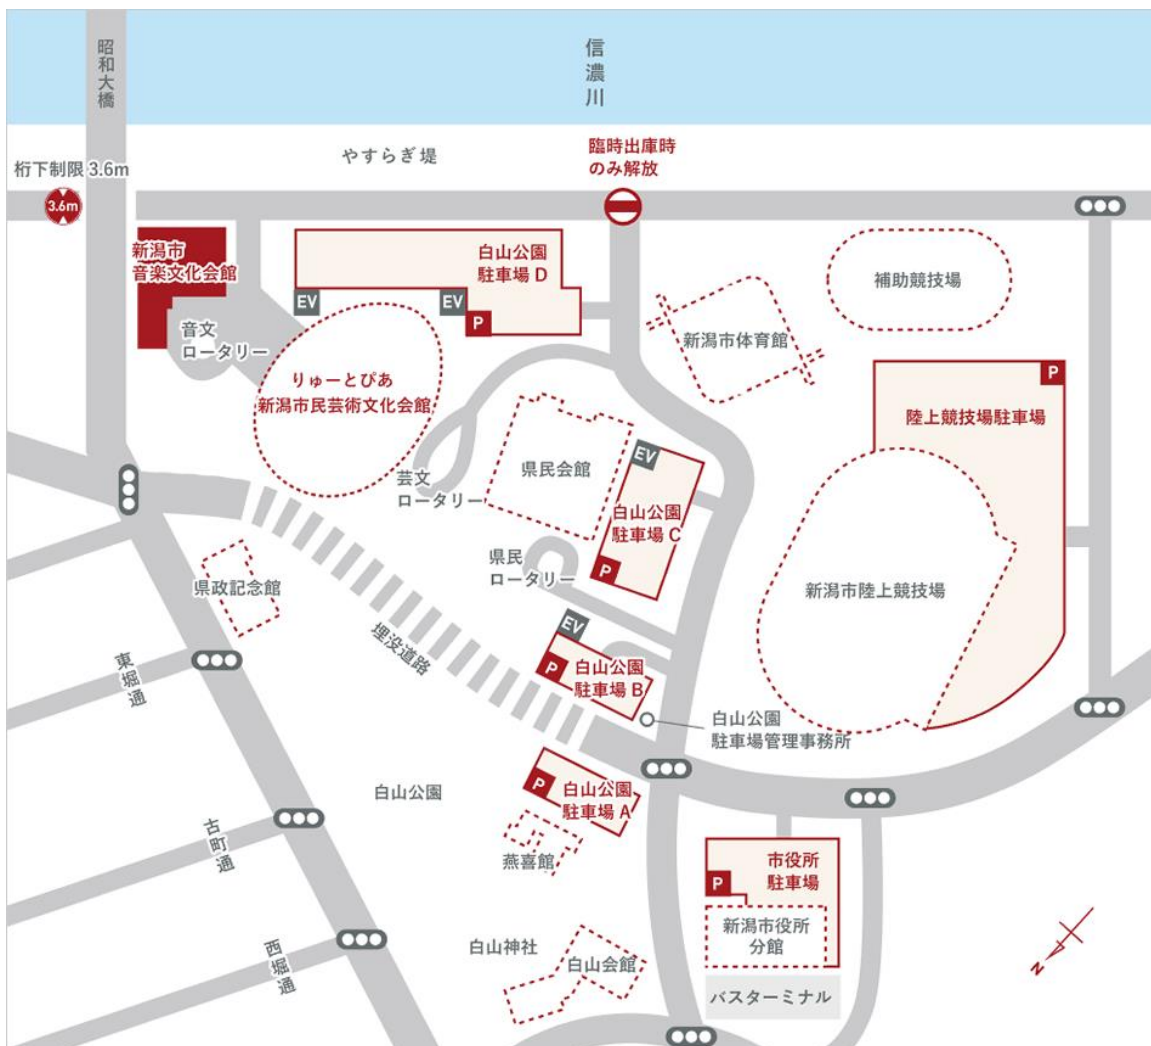 昭和大橋
信濃川
桁下制限 3.6m
やすらぎ堤
臨時出庫時
のみ解放
3.6m
新潟市
音楽文化会館
白山公園
駐車場 D
EV
EV
P
補助競技場
音文
ロータリー
新潟市体育館
りゅーとぴあ
新潟市民芸術文化会館
P
陸上競技場駐車場
芸文
ロータリー
県民会館
EV
白山公園
駐車場 C
P
県民
ロータリー
県政記念館
新潟市陸上競技場
埋没道路
EV
P
白山公園
駐車場 B
東堀通
白山公園
駐車場管理事務所
白山公園
P
白山公園
駐車場 A
古町通
燕喜館
市役所
駐車場
P
西堀通
白山神社
白山会館
新潟市役所
分館
バスターミナル
N